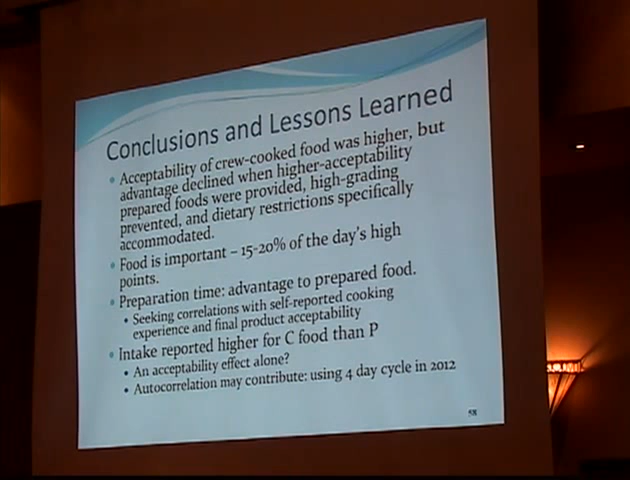 Conclusions and Lessons Learned
• Acceptability of crew-cooked food was higher, but
advantage declined when higher-acceptability
prepared foods were provided, high-grading
prevented, and dietary restrictions specifically
accommodated.
• Food is important – 15-20% of the day's high
points.
• Preparation time: advantage to prepared food.
• Seeking correlations with self-reported cooking
experience and final product acceptability
• Intake reported higher for C food than P
• An acceptability effect alone?
• Autocorrelation may contribute: using 4 day cycle in 2012
58